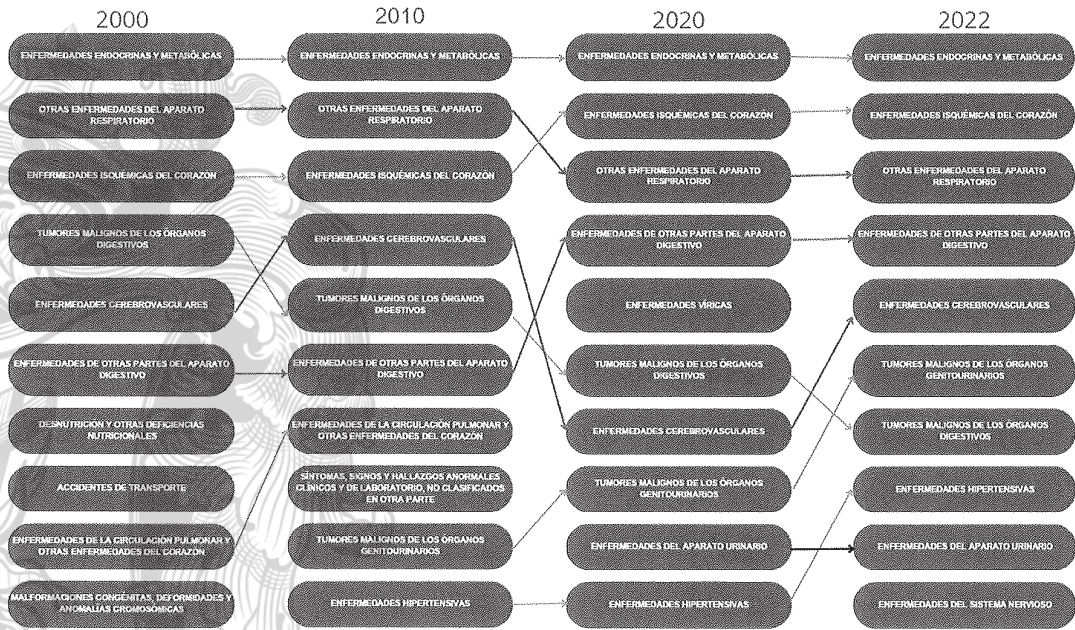 2000
ENFERMEDADES ENDOCRINAS Y METABÓLICAS
OTRAS ENFERMEDADES DEL APARATO
RESPIRATORIO
ENFERMEDADES ISQUÉMICAS DEL CORAZÓN
TUMORES MALIGNOS DE LOS ÓRGANOS
DIGESTIVOS
ENFERMEDADES CEREBROVASCULARES
ENFERMEDADES DE OTRAS PARTES DEL APARATO
DIGESTIVO
DESNUTRICION Y OTRAS DEFICIENCIAS
NUTRICIONALES
ACCIDENTES DE TRANSPORTE
ENFERMEDADES DE LA CIRCULACIÓN PULMONAR Y
OTRAS ENFERMEDADES DEL CORAZÓN
MALFORMACIONES CONGÉNITAS, DEFORMIDADES Y
ANOMALÍAS CROMOSÓMICAS
2010
ENFERMEDADES ENDOCRINAS Y METABÓLICAS
OTRAS ENFERMEDADES DEL APARATO
RESPIRATORIO
ENFERMEDADES ISQUÉMICAS DEL CORAZÓN
ENFERMEDADES CEREBROVASCULARES
TUMORES MALIGNOS DE LOS ÓRGANOS
DIGESTIVOS
ENFERMEDADES DE OTRAS PARTES DEL APARATO
DIGESTIVO
ENFERMEDADES DE LA CIRCULACIÓN PULMONAR Y
OTRAS ENFERMEDADES DEL CORAZÓN
SÍNTOMAS, SIGNOS Y HALLAZGOS ANORMALES
CLÍNICOS Y DE LABORATORIO, NO CLASIFICADOS
EN OTRA PARTE
TUMORES MALIGNOS DE LOS ÓRGANOS
GENITOURINARIOS
ENFERMEDADES HIPERTENSIVAS
2020
ENFERMEDADES ENDOCRINAS Y METABÓLICAS
ENFERMEDADES ISQUÉMICAS DEL CORAZÓN
OTRAS ENFERMEDADES DEL APARATO
RESPIRATORIO
ENFERMEDADES DE OTRAS PARTES DEL APARATO
DIGESTIVO
ENFERMEDADES VÍRICAS
TUMORES MALIGNOS DE LOS ÓRGANOS
DIGESTIVOS
ENFERMEDADES CEREBROVASCULARES
TUMORES MALIGNOS DE LOS ÓRGANOS
GENITOURINARIOS
ENFERMEDADES DEL APARATO URINARIO
ENFERMEDADES HIPERTENSIVAS
2022
ENFERMEDADES ENDOCRINAS Y METABÓLICAS
ENFERMEDADES ISQUÉMICAS DEL CORAZÓN
OTRAS ENFERMEDADES DEL APARATO
RESPIRATORIO
ENFERMEDADES DE OTRAS PARTES DEL APARATO
DIGESTIVO
ENFERMEDADES CEREBROVASCULARES
TUMORES MALIGNOS DE LOS ÓRGANOS
GENITOURINARIOS
TUMORES MALIGNOS DE LOS ÓRGANOS
DIGESTIVOS
ENFERMEDADES HIPERTENSIVAS
ENFERMEDADES DEL APARATO URINARIO
ENFERMEDADES DEL SISTEMA NERVIOSO